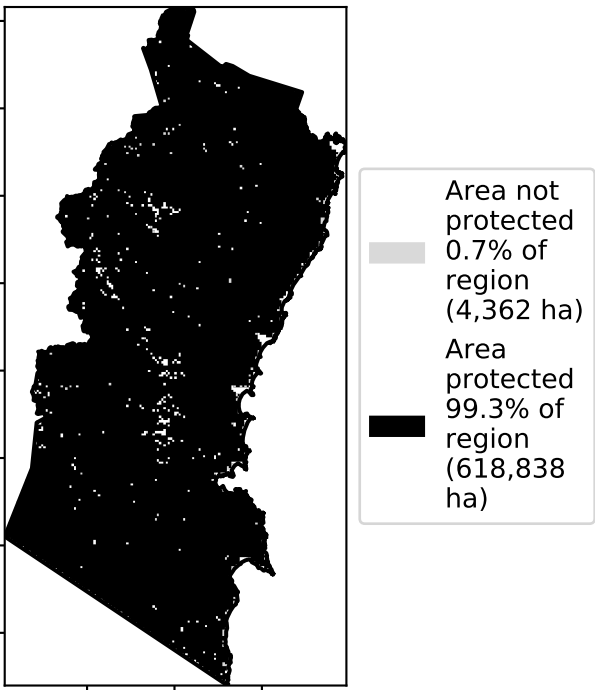 Area not
protected
0.7% of
region
(4,362 ha)
Area
protected
99.3% of
region
(618,838
ha)